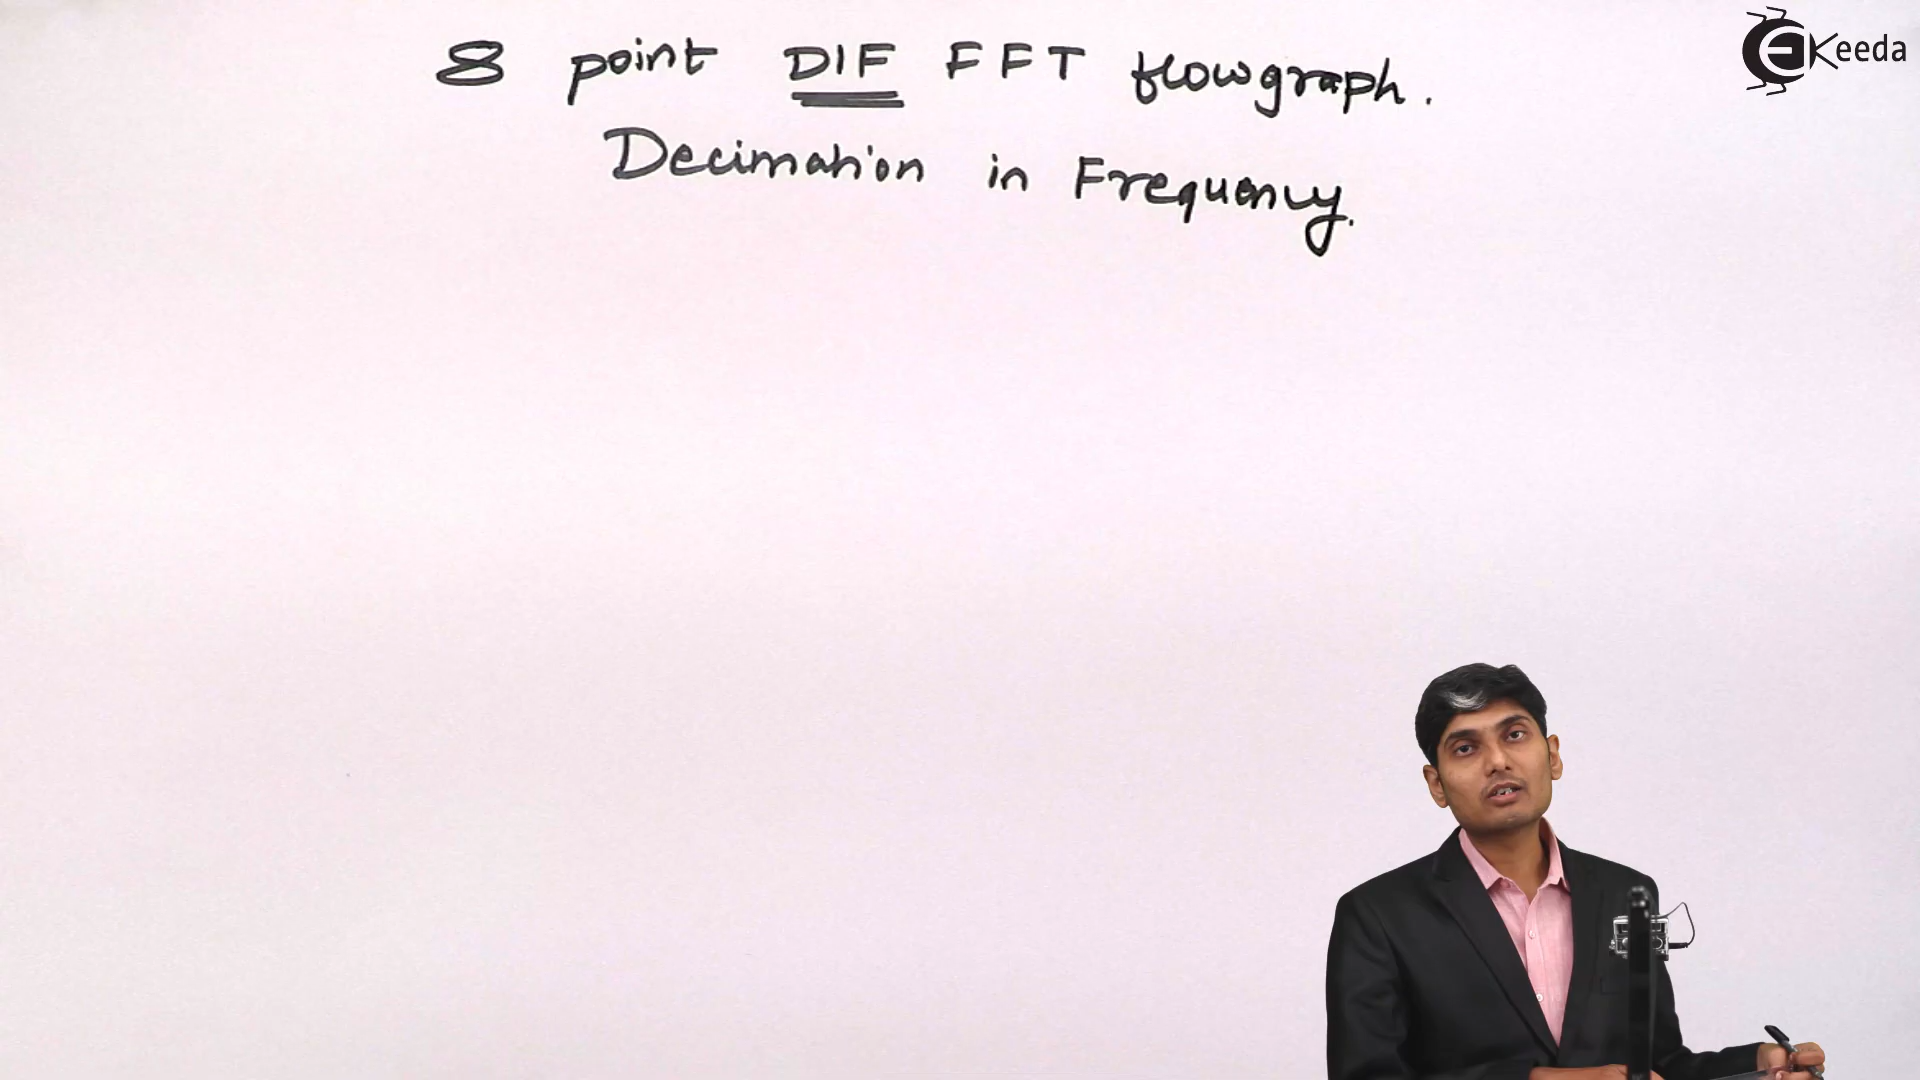 8 point DIF FFT flowgraph.
Decimation in Frequency.
EKeeda